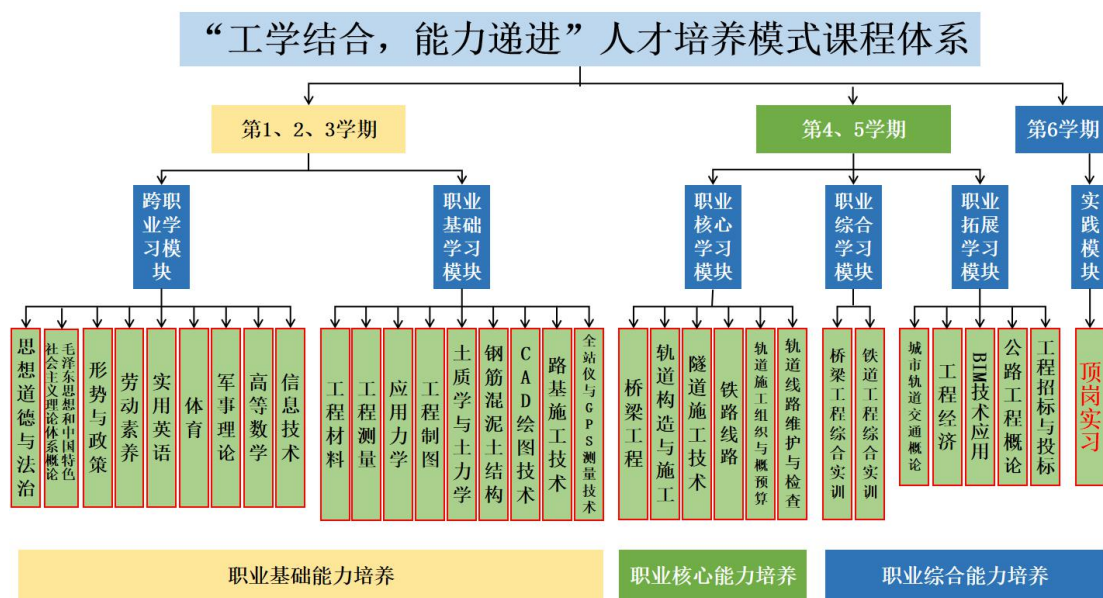 “工学结合，能力递进”人才培养模式课程体系
第1、2、3学期
第4、5学期
第6学期
跨职
业学
习模
块
职业
基础
学习
模块
职业
核心
学习
模块
职业
综合
学习
模块
职业
拓展
学习
模块
实
践
模
块
思想道德与法治
毛泽东思想和中国特色
社会主义理论体系概论
形势与政策
劳动素养
实用英语
体育
军事理论
高等数学
信息技术
工程材料
工程测量
应用力学
工程制图
土质学与土力学
钢筋混泥土结构
CAD绘图技术
路基施工技术
全站仪与GPS测量技术
桥梁工程
轨道构造与施工
隧道施工技术
铁路线路
轨道施工组织与概预算
轨道线路维护与检查
桥梁工程综合实训
铁道工程综合实训
城市轨道交通概论
工程经济
BIM技术应用
公路工程概论
工程招标与投标
顶岗实习
职业基础能力培养
职业核心能力培养
职业综合能力培养